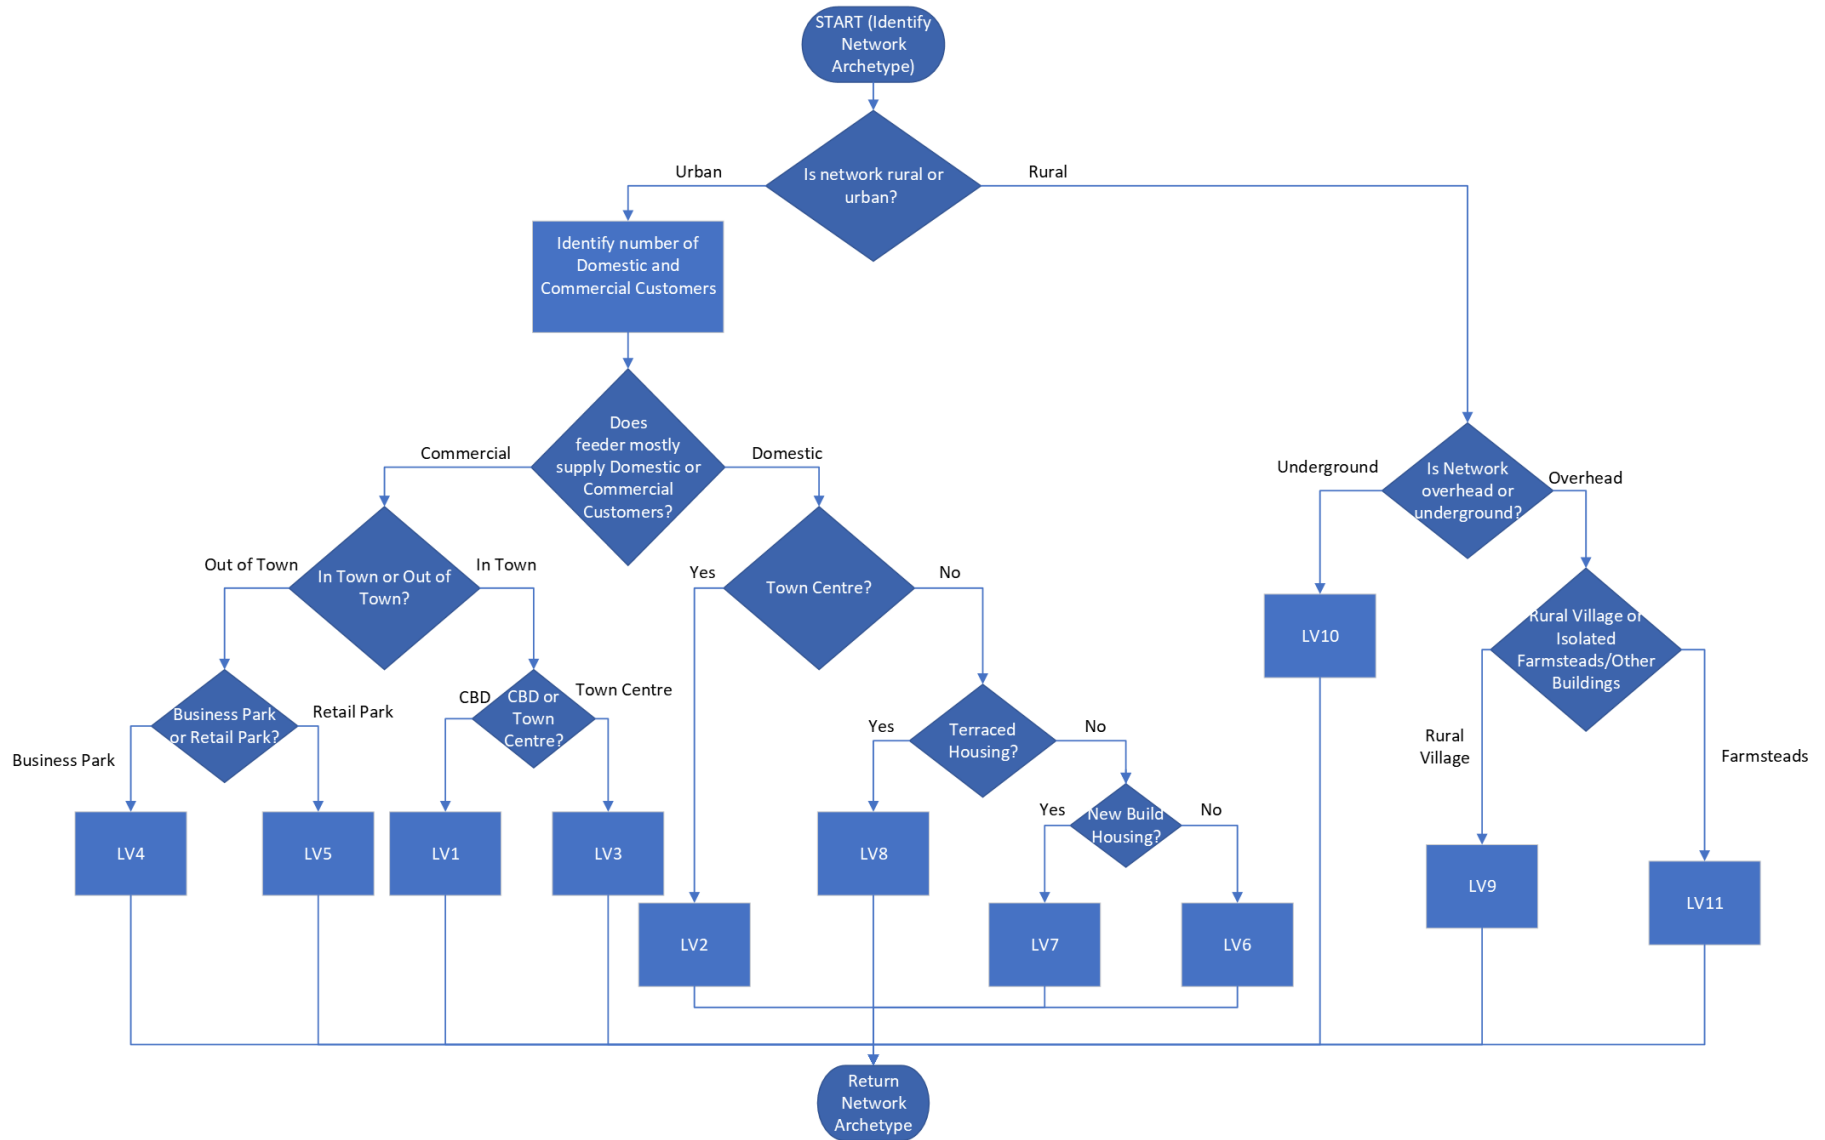 START (Identify
Network
Archetype)
Urban
Is network rural or
urban?
Rural
Identify number of
Domestic and
Commercial Customers
Does
feeder mostly
supply Domestic or
Commercial
Customers?
Commercial
Domestic
Underground
Is Network
overhead or
underground?
Overhead
Out of Town
In Town or Out of
Town?
In Town
Yes
Town Centre?
No
LV10
Rural Village or
Isolated
Farmsteads/Other
Buildings
Business Park
or Retail Park?
Retail Park
Business Park
CBD
CBD or
Town
Centre?
Town Centre
Yes
Terraced
Housing?
No
Rural
Village
Farmsteads
Yes
New Build
Housing?
No
LV4
LV5
LV1
LV3
LV8
LV9
LV11
LV2
LV7
LV6
Return
Network
Archetype